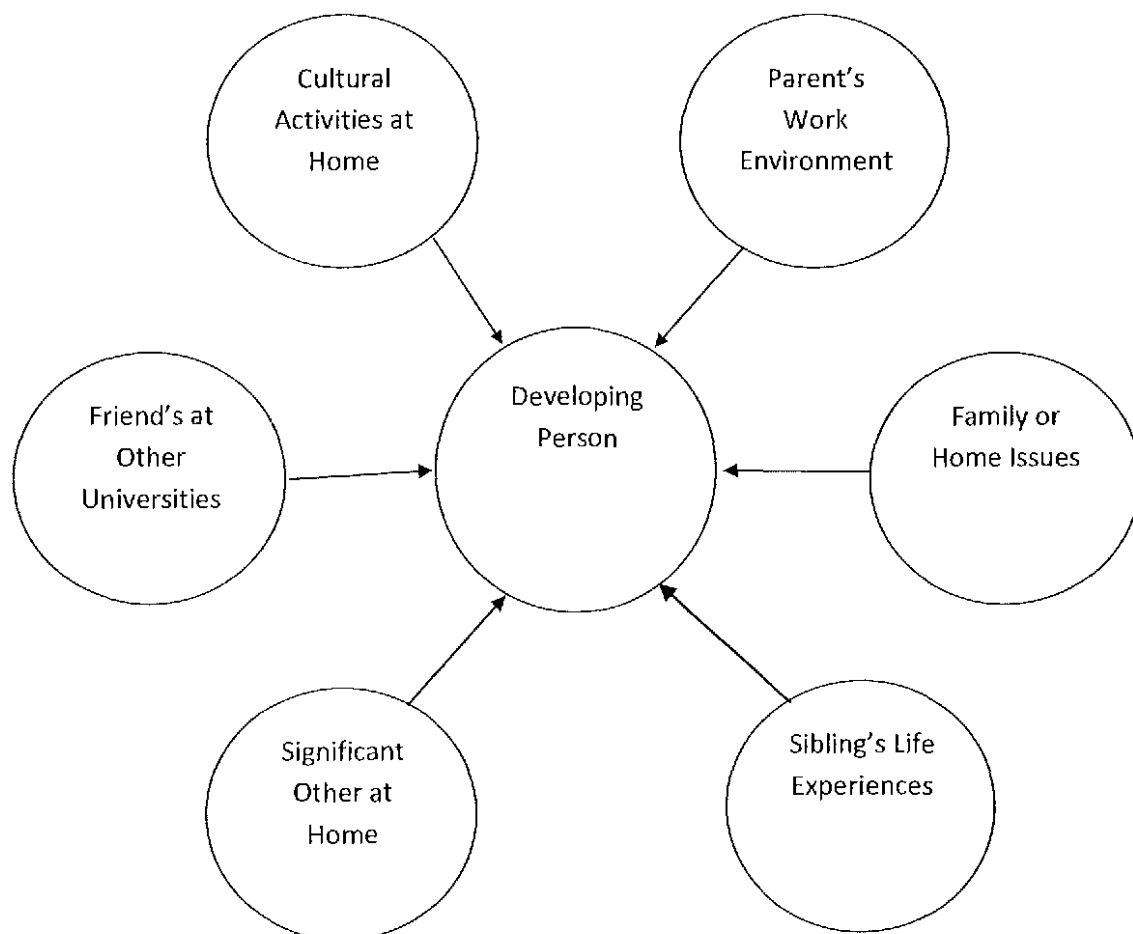 Cultural
Activities at
Home
Parent's
Work
Environment
Friend's at
Other
Universities
Developing
Person
Family or
Home Issues
Significant
Other at
Home
Sibling's Life
Experiences